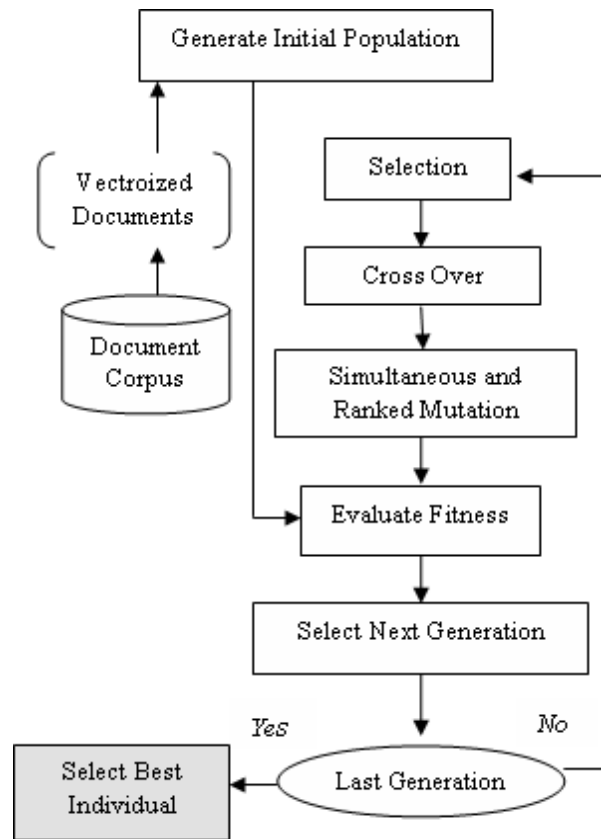 Generate Initial Population
Selection
Vectroized
Documents
Cross Over
Document
Corpus
Simultaneous and
Ranked Mutation
Evaluate Fitness
Select Next Generation
Yes
No
Select Best
Individual
Last Generation